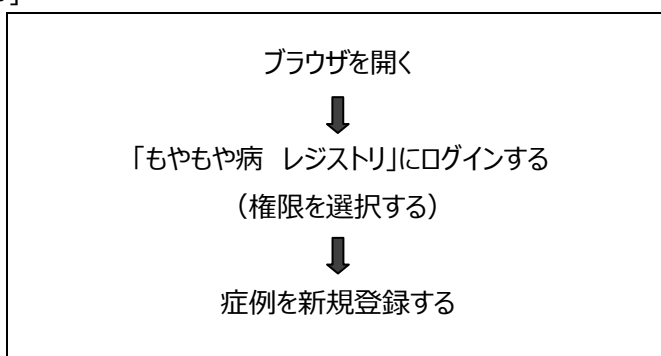 ブラウザを開く
「もやもや病　レジストリ」にログインする
（権限を選択する）
症例を新規登録する